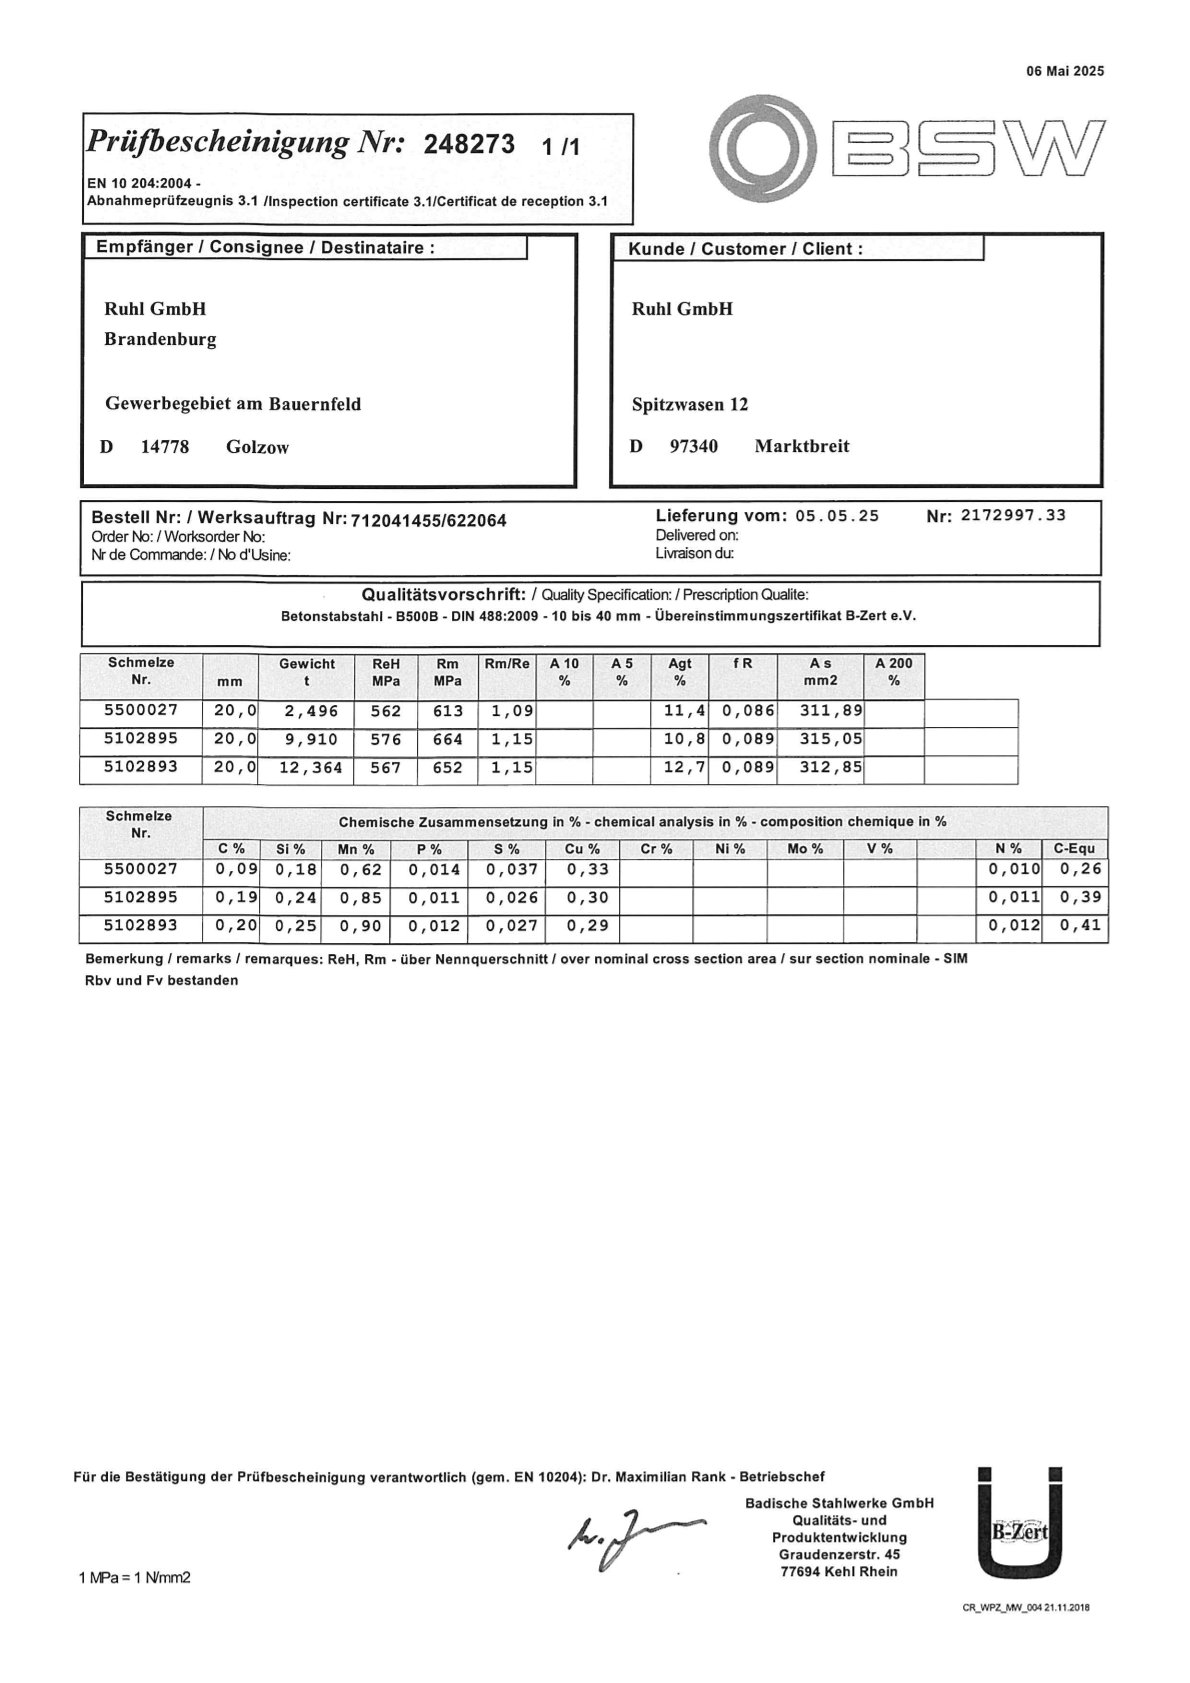 06 Mai 2025
Prüfbescheinigung Nr: 248273 1 /1
EN 10 204:2004 -
Abnahmeprüfzeugnis 3.1 /Inspection certificate 3.1/Certificat de reception 3.1
BSW
Empfänger / Consignee / Destinataire :
Ruhl GmbH
Brandenburg
Gewerbegebiet am Bauernfeld
D 14778 Golzow
Kunde / Customer / Client :
Ruhl GmbH
Spitzwasen 12
D 97340 Marktbreit
Bestell Nr: / Werksauftrag Nr: 712041455/622064
Order No: / Worksorder No:
Nr de Commande: / No d'Usine:
Lieferung vom: 05.05.25 Nr: 2172997.33
Delivered on:
Livraison du:
Qualitätsvorschrift: / Quality Specification: / Prescription Qualite:
Betonstabstahl - B500B - DIN 488:2009 - 10 bis 40 mm - Übereinstimmungszertifikat B-Zert e.V.
Schmelze Gewicht ReH Rm Rm/Re A 10 A 5 Agt f R A s A 200
Nr. mm t MPa MPa % % % mm2 %
5500027 20,0 2,496 562 613 1,09 11,4 0,086 311,89
5102895 20,0 9,910 576 664 1,15 10,8 0,089 315,05
5102893 20,0 12,364 567 652 1,15 12,7 0,089 312,85
Schmelze
Nr.
Chemische Zusammensetzung in % - chemical analysis in % - composition chemique in %
C % Si % Mn % P % S % Cu % Cr % Ni % Mo % V % N % C-Equ
5500027 0,09 0,18 0,62 0,014 0,037 0,33 0,010 0,26
5102895 0,19 0,24 0,85 0,011 0,026 0,30 0,011 0,39
5102893 0,20 0,25 0,90 0,012 0,027 0,29 0,012 0,41
Bemerkung / remarks / remarques: ReH, Rm - über Nennquerschnitt / over nominal cross section area / sur section nominale - SIM
Rbv und Fv bestanden
Für die Bestätigung der Prüfbescheinigung verantwortlich (gem. EN 10204): Dr. Maximilian Rank - Betriebschef
Badische Stahlwerke GmbH
Qualitäts- und
Produktentwicklung
Graudenzerstr. 45
77694 Kehl Rhein
B-Zert
1 MPa = 1 N/mm2
CR_WPZ_MW_004 21.11.2018